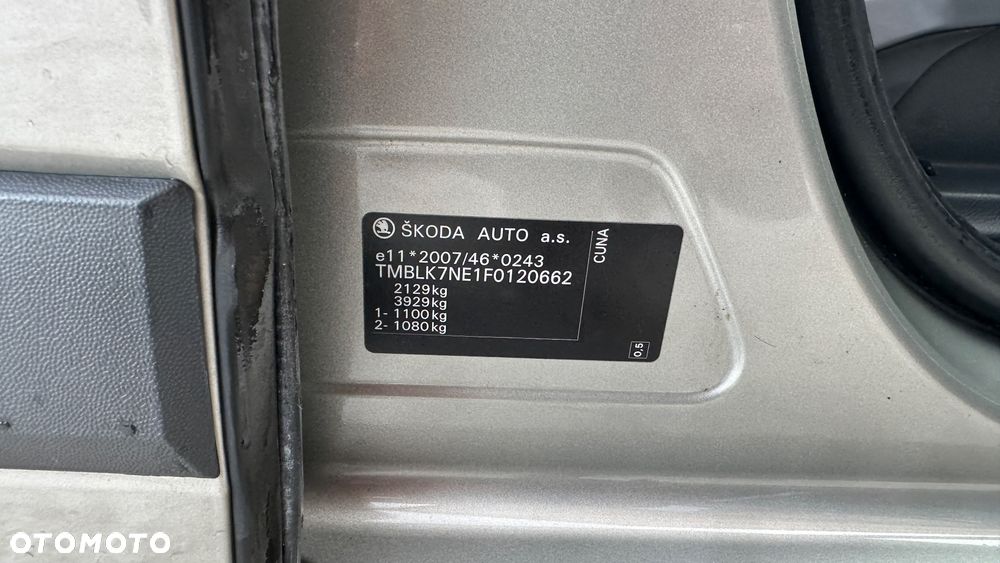 ŠKODA AUTO a.s.
e11*2007/46*0243
TMBLK7NE1F0120662
2129kg
3929kg
1- 1100kg
2- 1080kg
CUNA
0,5
OTOMOTO